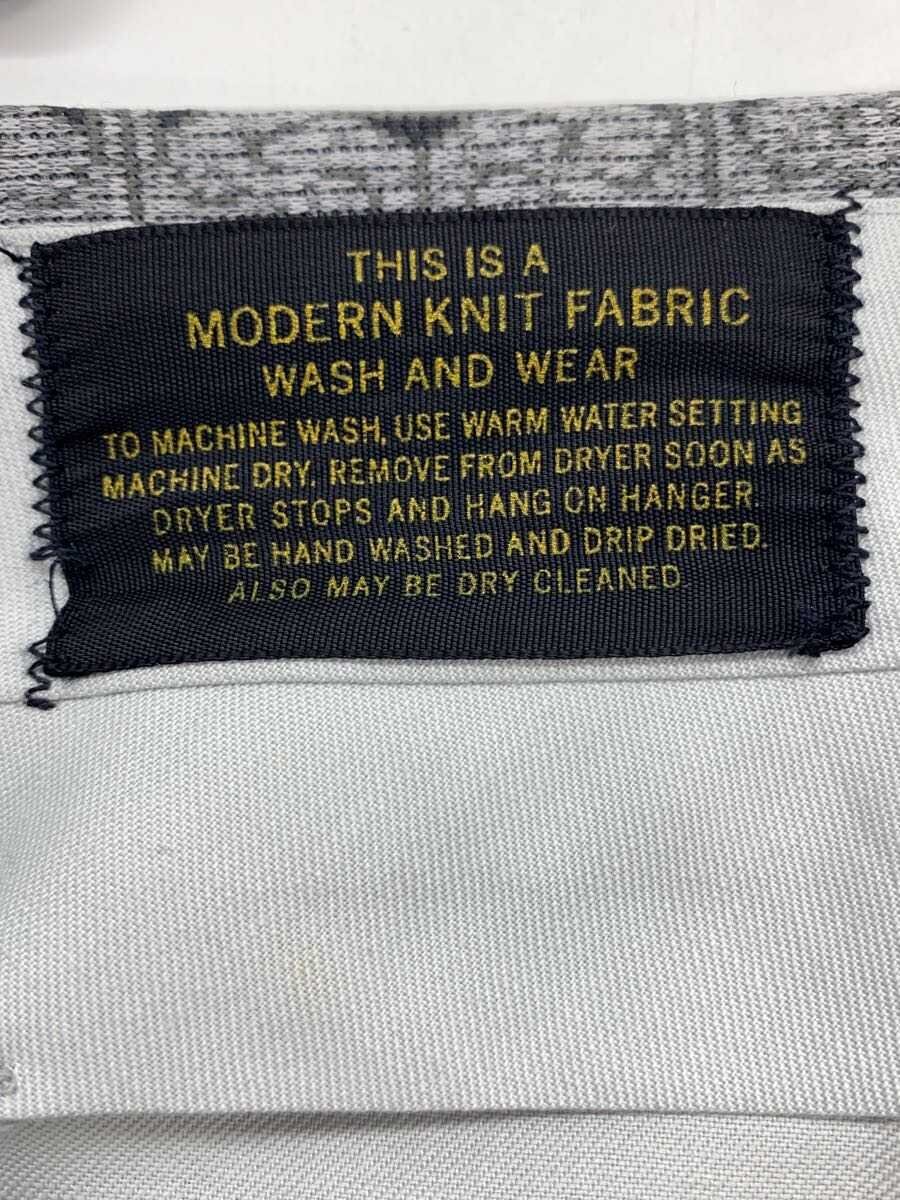 THIS IS A
MODERN KNIT FABRIC
WASH AND WEAR
TO MACHINE WASH, USE WARM WATER SETTING
MACHINE DRY. REMOVE FROM DRYER SOON AS
DRYER STOPS AND HANG ON HANGER.
MAY BE HAND WASHED AND DRIP DRIED.
ALSO MAY BE DRY CLEANED.